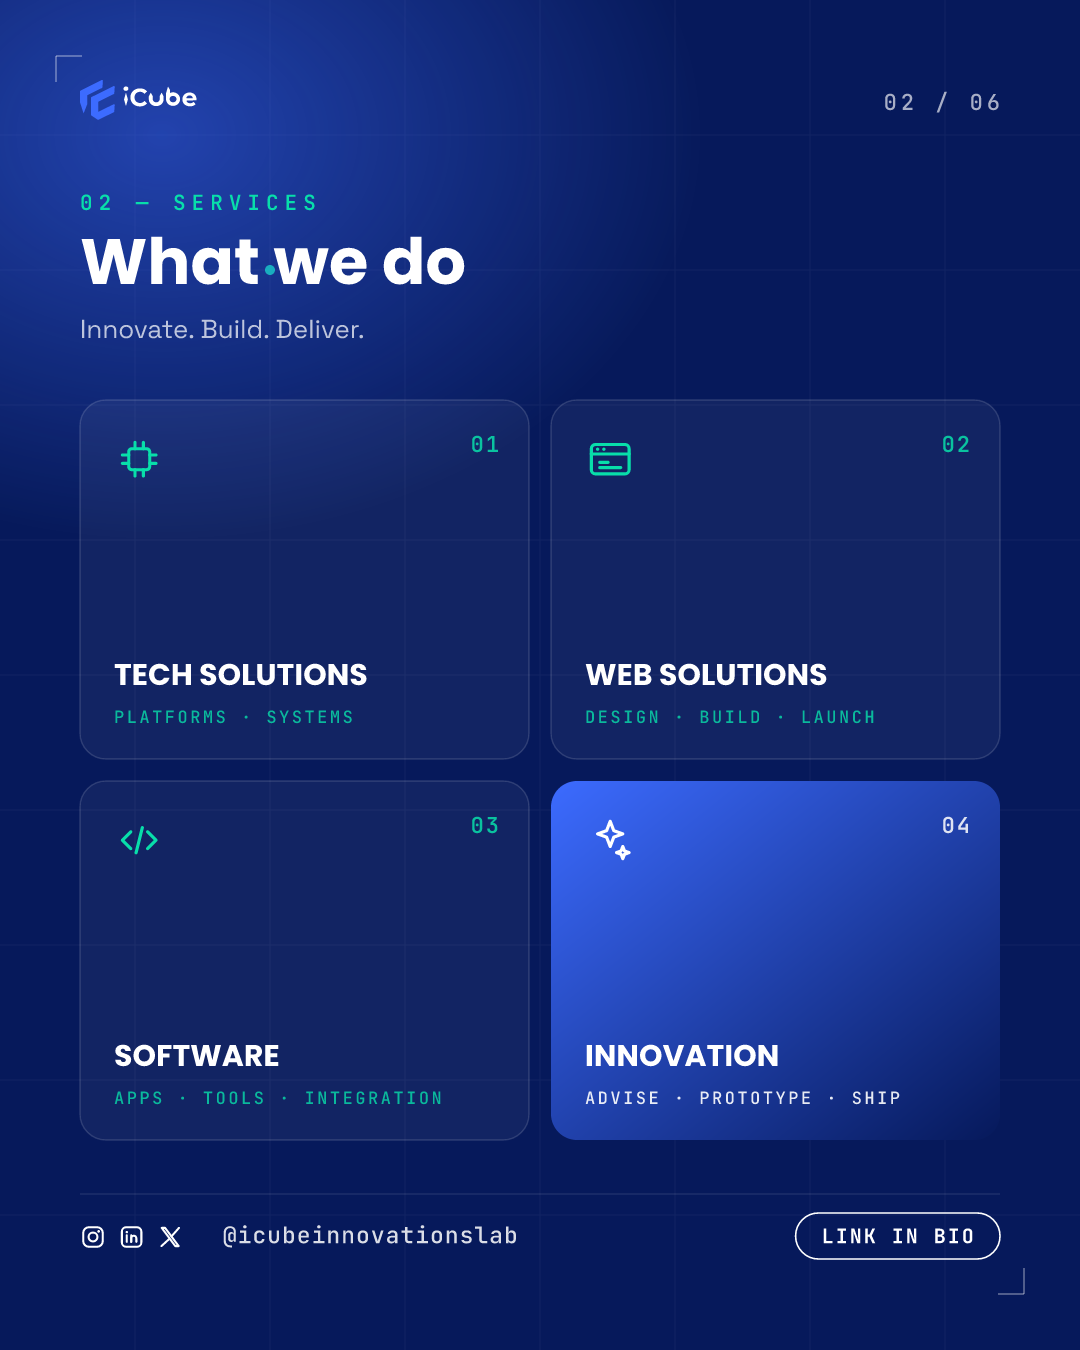 iCube
02 / 06
02 — SERVICES
What we do
Innovate. Build. Deliver.
01
TECH SOLUTIONS
PLATFORMS · SYSTEMS
02
WEB SOLUTIONS
DESIGN · BUILD · LAUNCH
03
SOFTWARE
APPS · TOOLS · INTEGRATION
04
INNOVATION
ADVISE · PROTOTYPE · SHIP
@icubeinnovationslab
LINK IN BIO